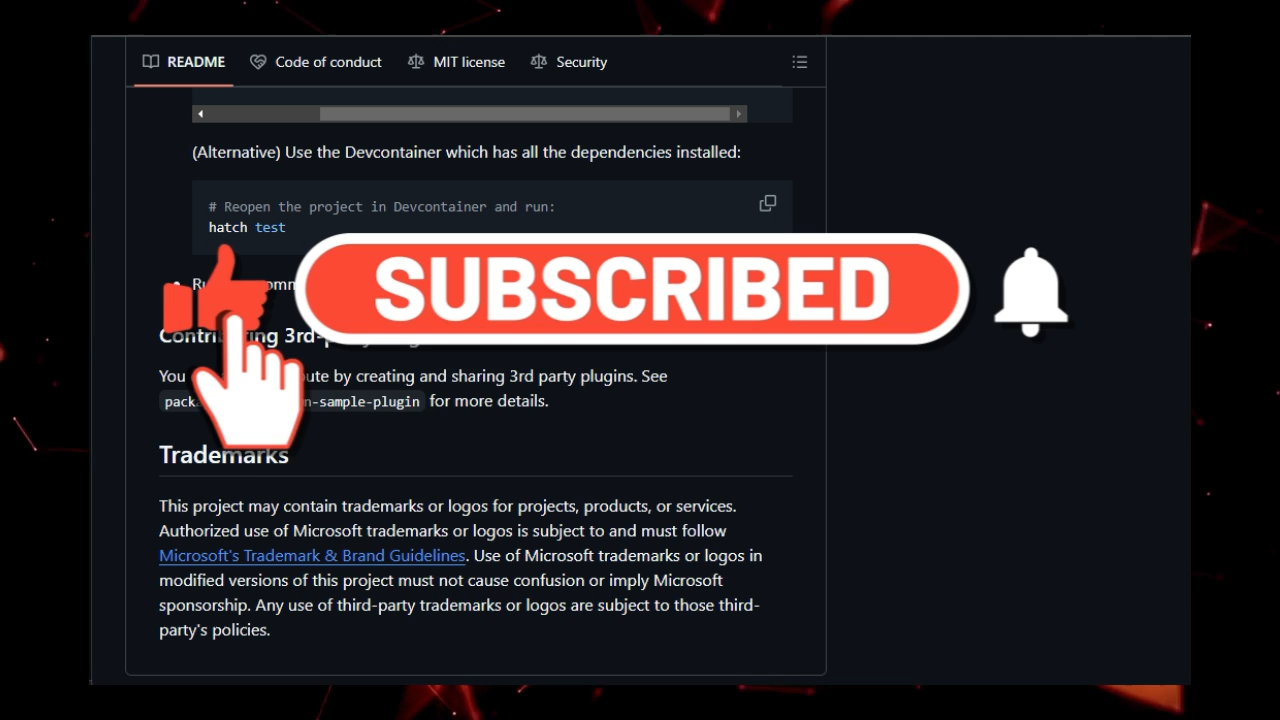 README Code of conduct MIT license Security
(Alternative) Use the Devcontainer which has all the dependencies installed:
# Reopen the project in Devcontainer and run:
hatch test
SUBSCRIBED
You by creating and sharing 3rd party plugins. See
for more details.
Trademarks
This project may contain trademarks or logos for projects, products, or services.
Authorized use of Microsoft trademarks or logos is subject to and must follow
Microsoft's Trademark & Brand Guidelines. Use of Microsoft trademarks or logos in
modified versions of this project must not cause confusion or imply Microsoft
sponsorship. Any use of third-party trademarks or logos are subject to those third-
party's policies.